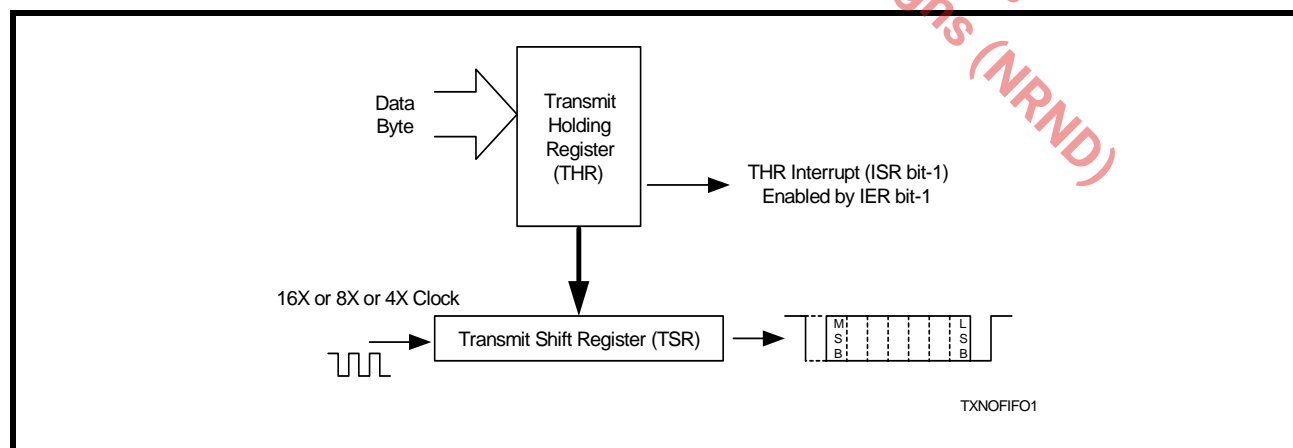 gns (NRND)
Data
Byte
Transmit
Holding
Register
(THR)
THR Interrupt (ISR bit-1)
Enabled by IER bit-1
16X or 8X or 4X Clock
Transmit Shift Register (TSR)
M
S
B
L
S
B
TXNOFIFO1